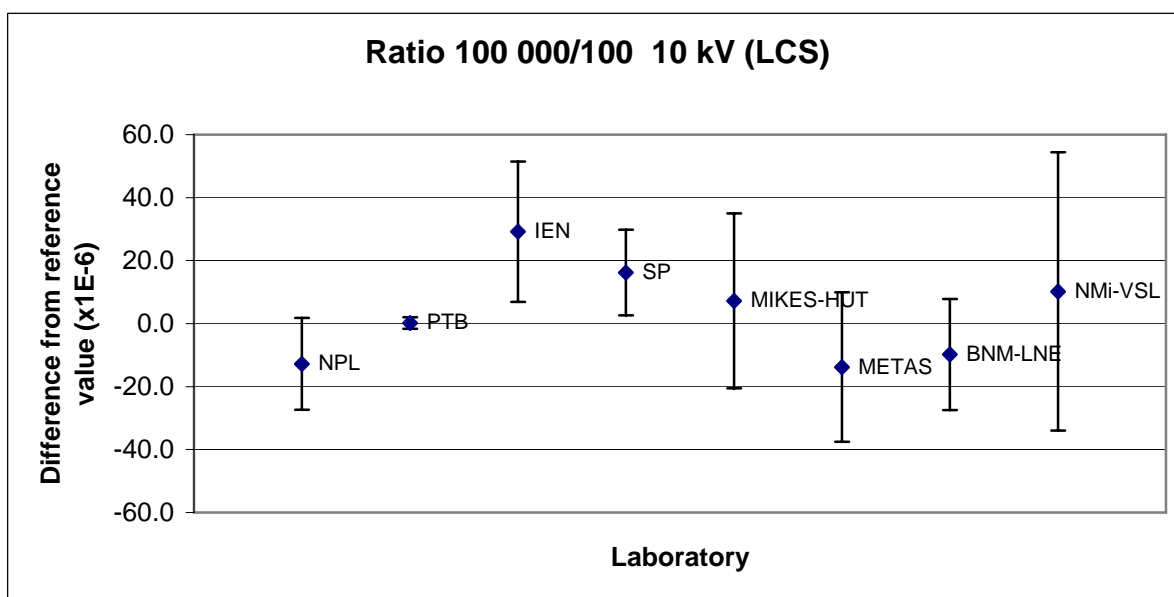 Ratio 100 000/100 10 kV (LCS)
Difference from reference
value (x1E-6)
60.0
40.0
20.0
0.0
-20.0
-40.0
-60.0
NPL
PTB
IEN
SP
MIKES-HUT
METAS
BNM-LNE
NMi-VSL
Laboratory